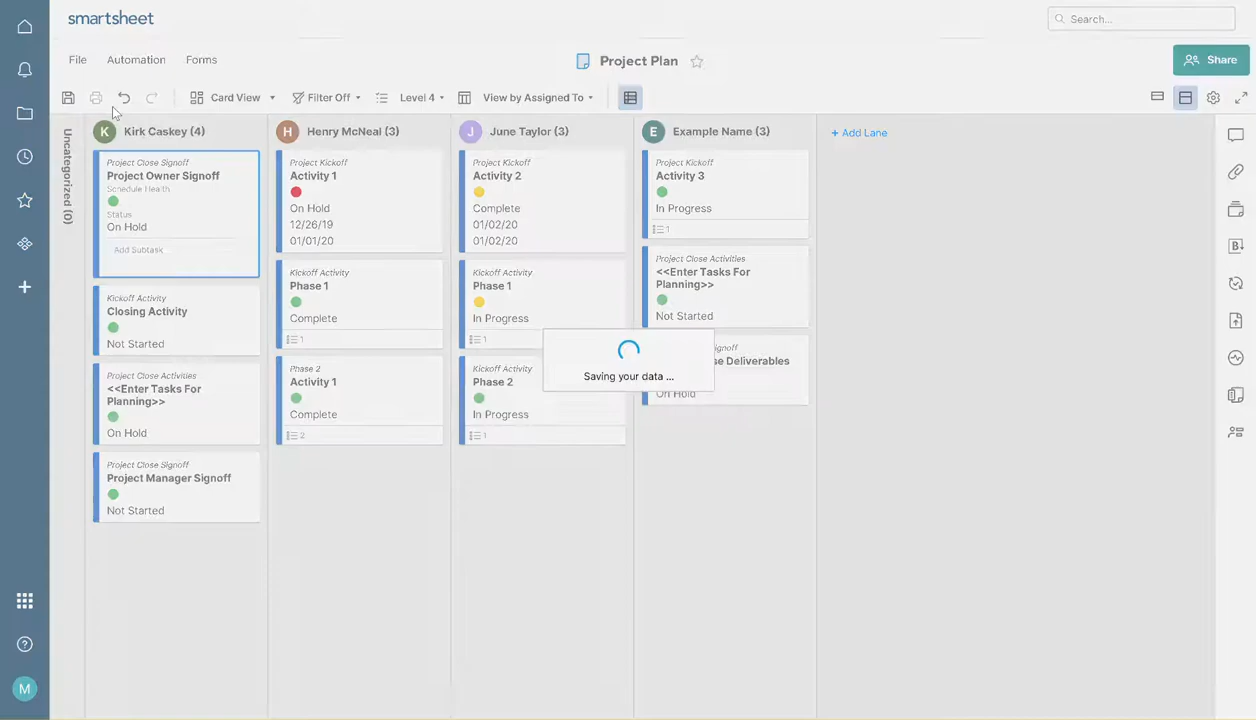 smartsheet
Search...
File
Automation
Forms
Project Plan
Share
Card View
Filter Off
Level 4
View by Assigned To
Uncategorized (0)
K
Kirk Caskey (4)
Project Close Signoff
Project Owner Signoff
Schedule Health
Status
On Hold
Add Subtask
Kickoff Activity
Closing Activity
Not Started
Project Close Activities
<<Enter Tasks For
Planning>>
On Hold
Project Close Signoff
Project Manager Signoff
Not Started
H
Henry McNeal (3)
Project Kickoff
Activity 1
On Hold
12/26/19
01/01/20
Kickoff Activity
Phase 1
Complete
1
Phase 2
Activity 1
Complete
2
J
June Taylor (3)
Project Kickoff
Activity 2
Complete
01/02/20
01/02/20
Kickoff Activity
Phase 1
In Progress
1
Kickoff Activity
Phase 2
In Progress
1
E
Example Name (3)
Project Kickoff
Activity 3
In Progress
1
Project Close Activities
<<Enter Tasks For
Planning>>
Not Started
Deliverables
On Hold
+ Add Lane
Saving your data ...
M